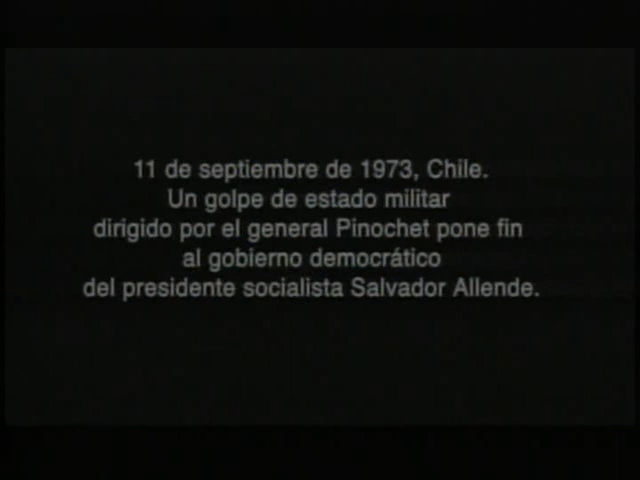 11 de septiembre de 1973, Chile.
Un golpe de estado militar
dirigido por el general Pinochet pone fin
al gobierno democrático
del presidente socialista Salvador Allende.